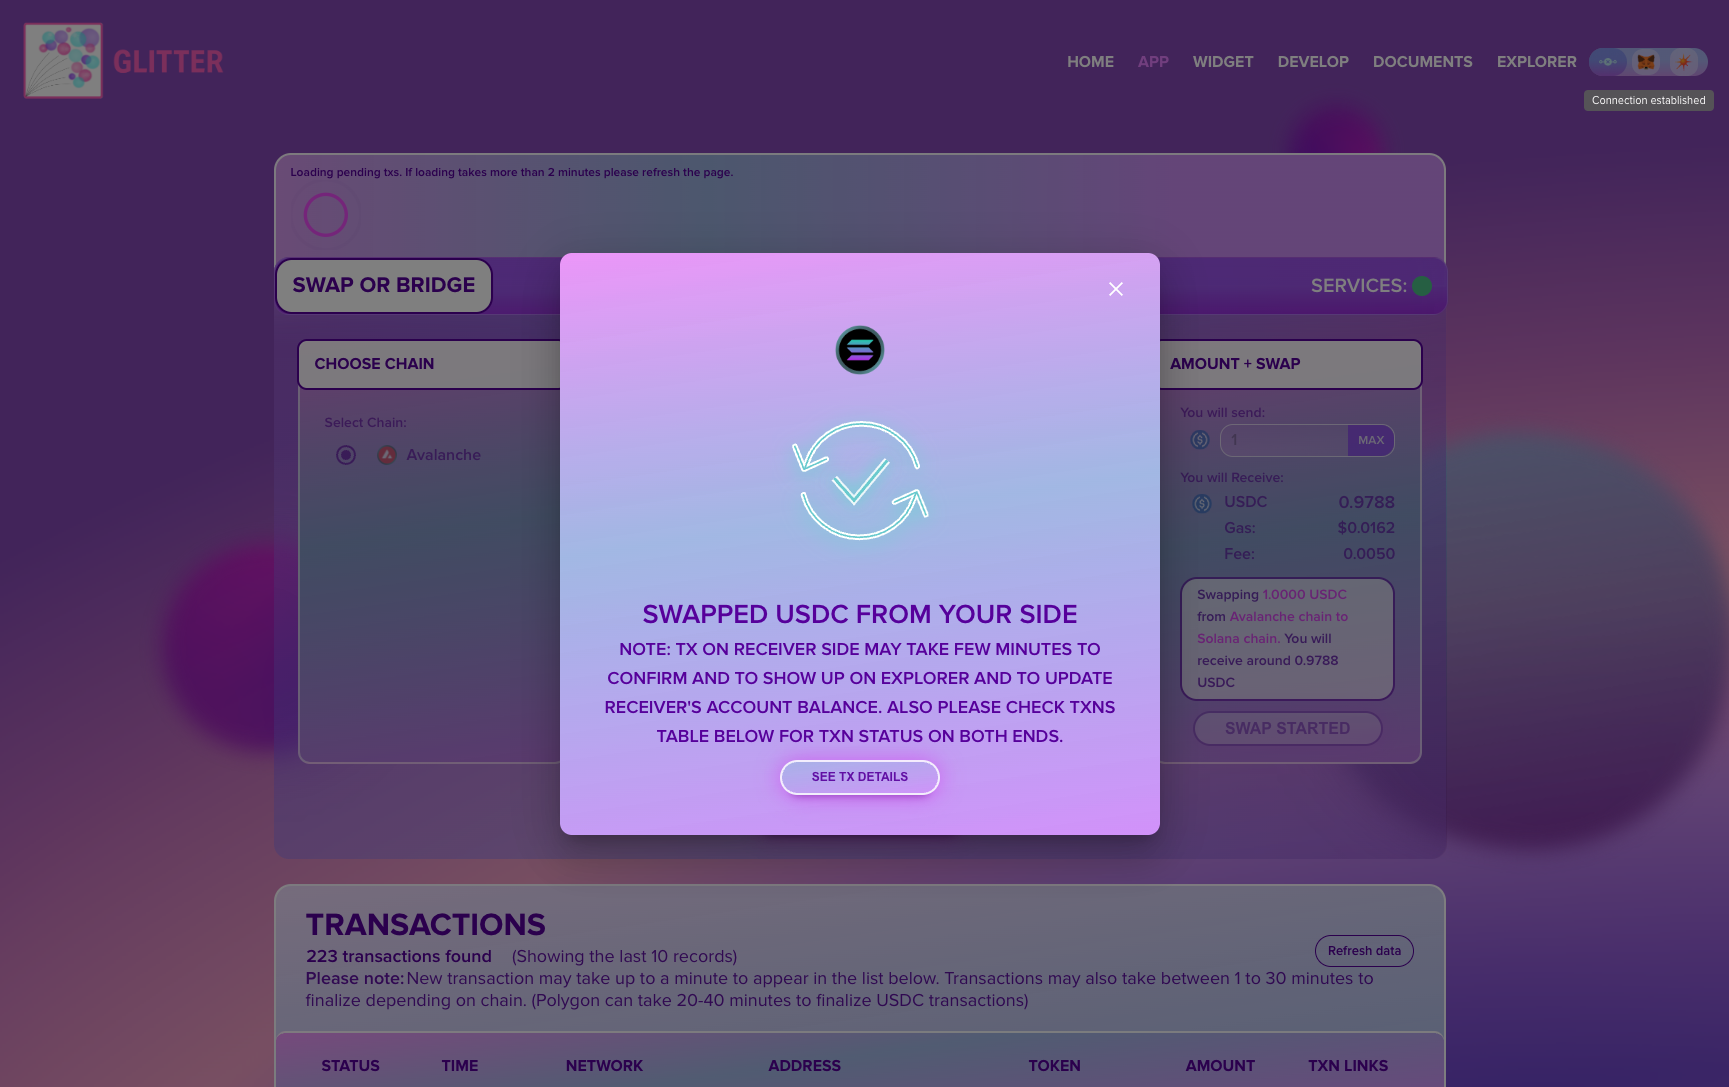 GLITTER
HOME APP WIDGET DEVELOP DOCUMENTS EXPLORER
Connection established
Loading pending txs. If loading takes more than 2 minutes please refresh the page.
SWAP OR BRIDGE
SERVICES:
CHOOSE CHAIN
Select Chain:
Avalanche
SWAPPED USDC FROM YOUR SIDE
NOTE: TX ON RECEIVER SIDE MAY TAKE FEW MINUTES TO
CONFIRM AND TO SHOW UP ON EXPLORER AND TO UPDATE
RECEIVER'S ACCOUNT BALANCE. ALSO PLEASE CHECK TXNS
TABLE BELOW FOR TXN STATUS ON BOTH ENDS.
SEE TX DETAILS
AMOUNT + SWAP
You will send:
1 MAX
You will Receive:
USDC 0.9788
Gas: $0.0162
Fee: 0.0050
Swapping 1.0000 USDC
from Avalanche chain to
Solana chain. You will
receive around 0.9788
USDC
SWAP STARTED
TRANSACTIONS
223 transactions found (Showing the last 10 records)
Refresh data
Please note: New transaction may take up to a minute to appear in the list below. Transactions may also take between 1 to 30 minutes to
finalize depending on chain. (Polygon can take 20-40 minutes to finalize USDC transactions)
STATUS TIME NETWORK ADDRESS TOKEN AMOUNT TXN LINKS